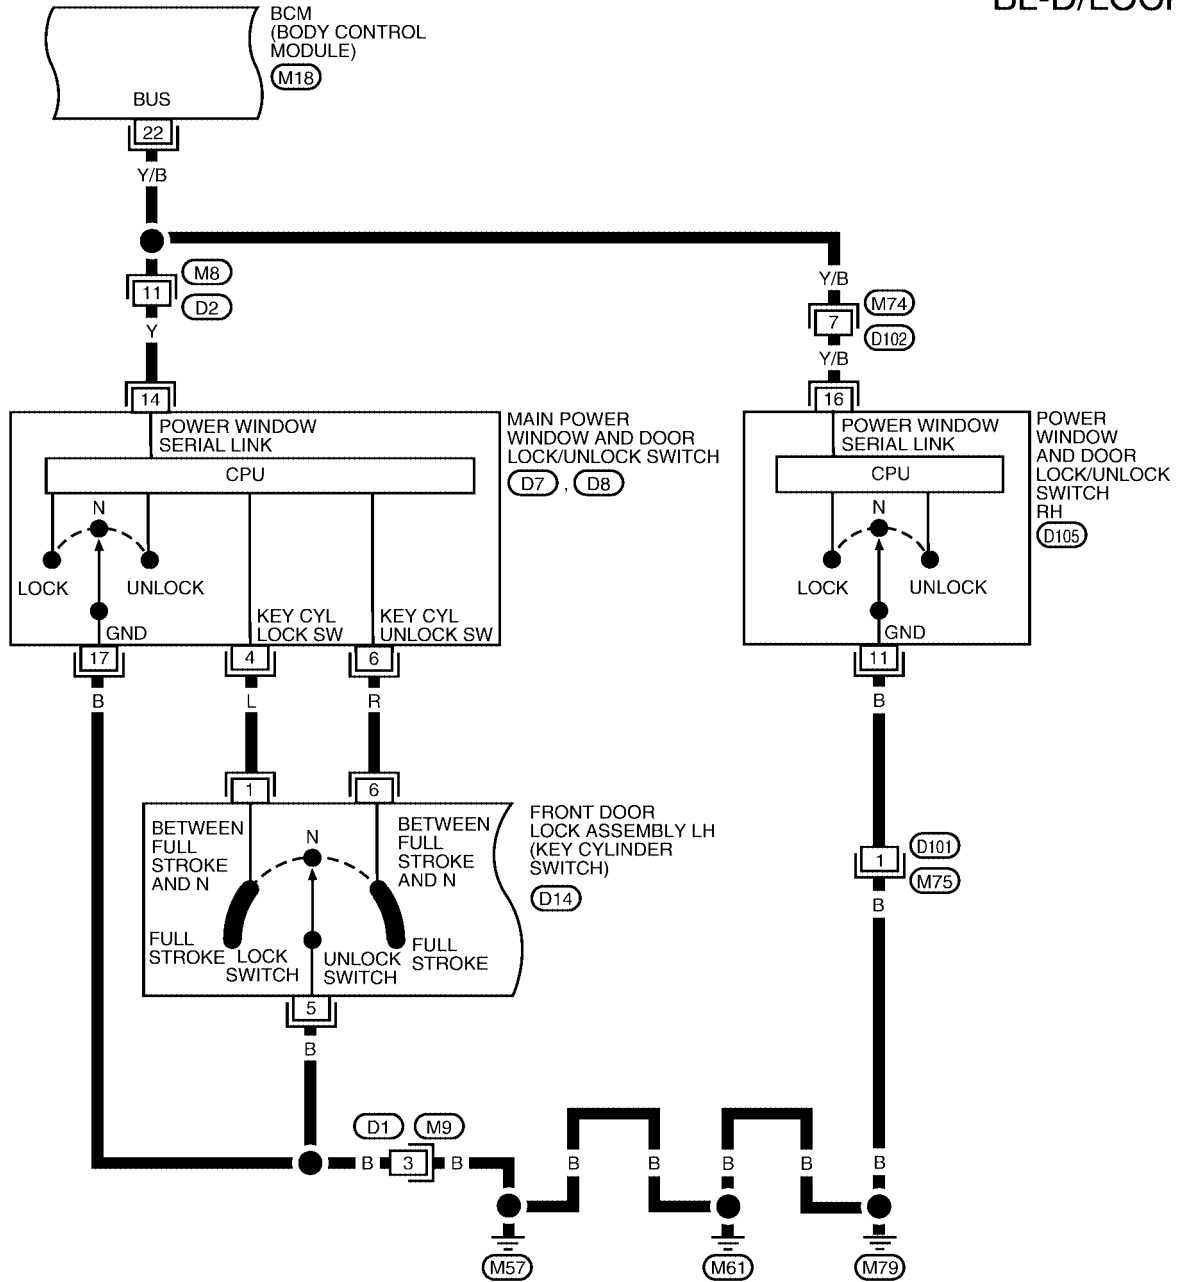 BCM
(BODY CONTROL
MODULE)
M18
BUS
22
Y/B
M8
11
D2
Y
14
Y/B
M74
7
D102
Y/B
16
POWER WINDOW
SERIAL LINK
CPU
N
LOCK
UNLOCK
GND
KEY CYL
LOCK SW
KEY CYL
UNLOCK SW
MAIN POWER
WINDOW AND DOOR
LOCK/UNLOCK SWITCH
D7 , D8
POWER WINDOW
SERIAL LINK
CPU
N
LOCK
UNLOCK
GND
POWER
WINDOW
AND DOOR
LOCK/UNLOCK
SWITCH
RH
D105
17
4
6
11
B
L
R
B
1
6
BETWEEN
FULL
STROKE
AND N
N
BETWEEN
FULL
STROKE
AND N
FULL
STROKE
LOCK
SWITCH
UNLOCK
SWITCH
FULL
STROKE
FRONT DOOR
LOCK ASSEMBLY LH
(KEY CYLINDER
SWITCH)
D14
D101
1
M75
B
5
B
D1
M9
B
3
B
B
B
B
B
B
M57
M61
M79